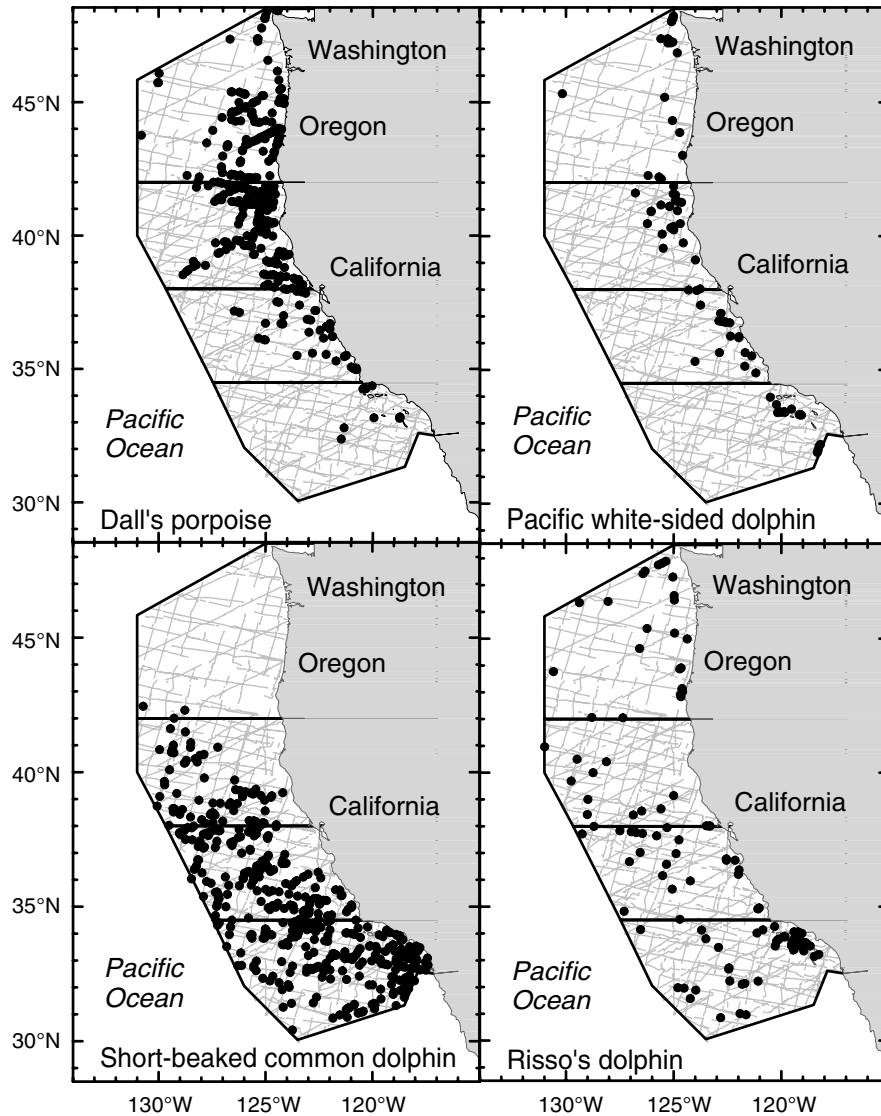 Washington
Oregon
California
Pacific
Ocean
Dall's porpoise
45°N
40°N
35°N
30°N
Washington
Oregon
California
Pacific
Ocean
Pacific white-sided dolphin
Washington
Oregon
California
Pacific
Ocean
Short-beaked common dolphin
45°N
40°N
35°N
30°N
130°W 125°W 120°W
Washington
Oregon
California
Pacific
Ocean
Risso's dolphin
130°W 125°W 120°W